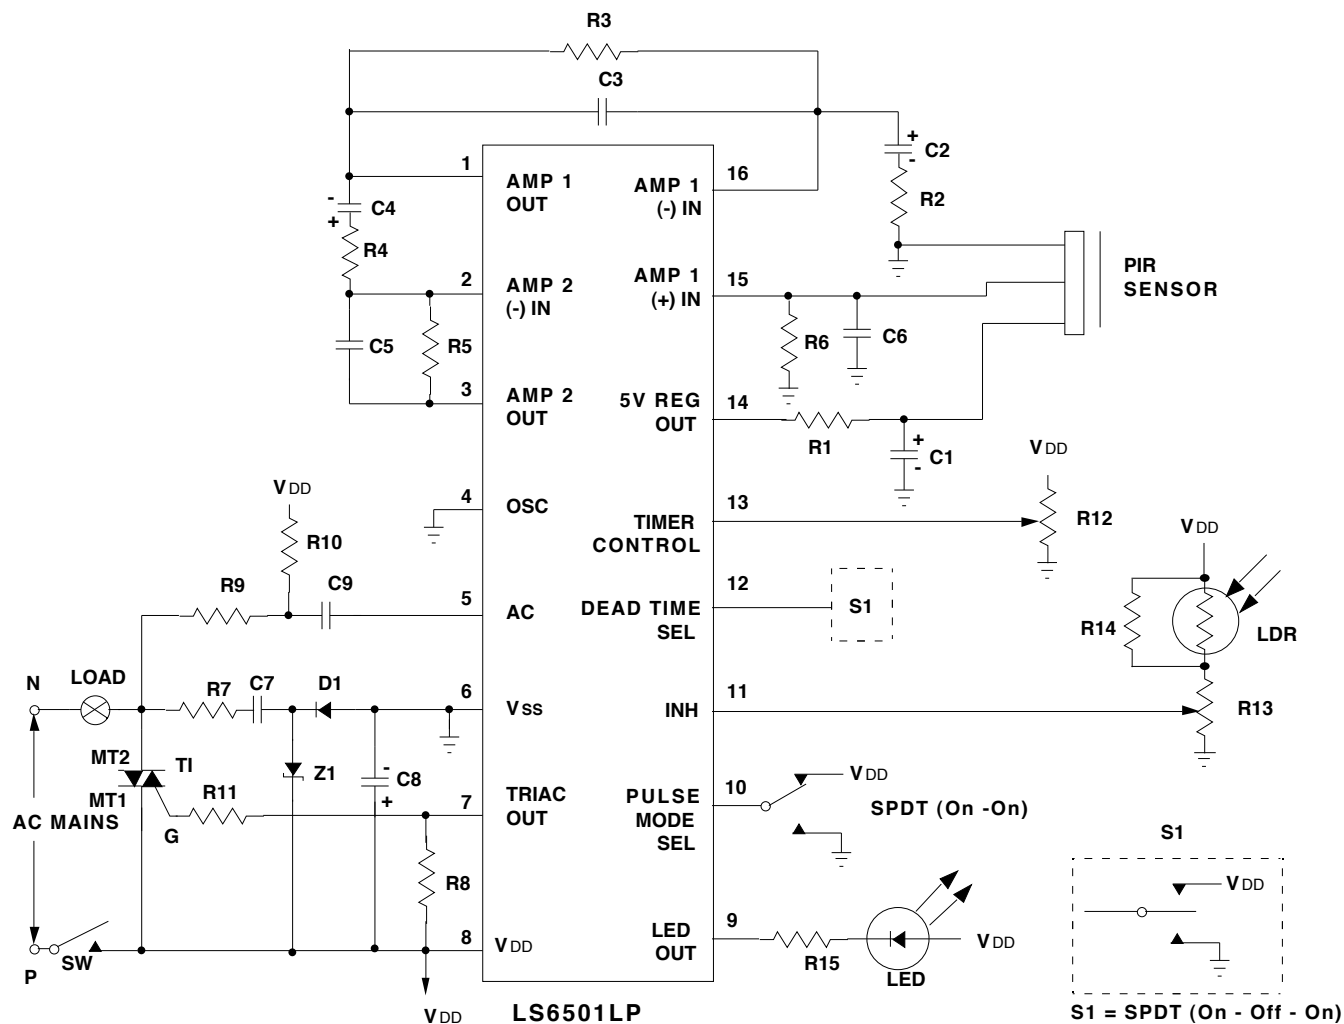 R3
C3
1
AMP 1
OUT
AMP 1
(-) IN
16
+
-
C2
R2
-
+
C4
R4
2
AMP 2
(-) IN
AMP 1
(+) IN
15
PIR
SENSOR
C5
R5
R6
C6
3
AMP 2
OUT
5V REG
OUT
14
R1
+
-
C1
VDD
VDD
4
OSC
TIMER
CONTROL
13
R12
R10
VDD
R9
C9
5
AC
DEAD TIME
SEL
12
S1
R14
LDR
N
LOAD
R7
C7
D1
6
VSS
INH
11
R13
MT2
TI
MT1
Z1
-
+
C8
R11
G
AC MAINS
7
TRIAC
OUT
PULSE
MODE
SEL
10
VDD
SPDT (On -On)
S1
VDD
R8
P
SW
8
VDD
LED
OUT
9
R15
LED
VDD
VDD
LS6501LP
S1 = SPDT (On - Off - On)